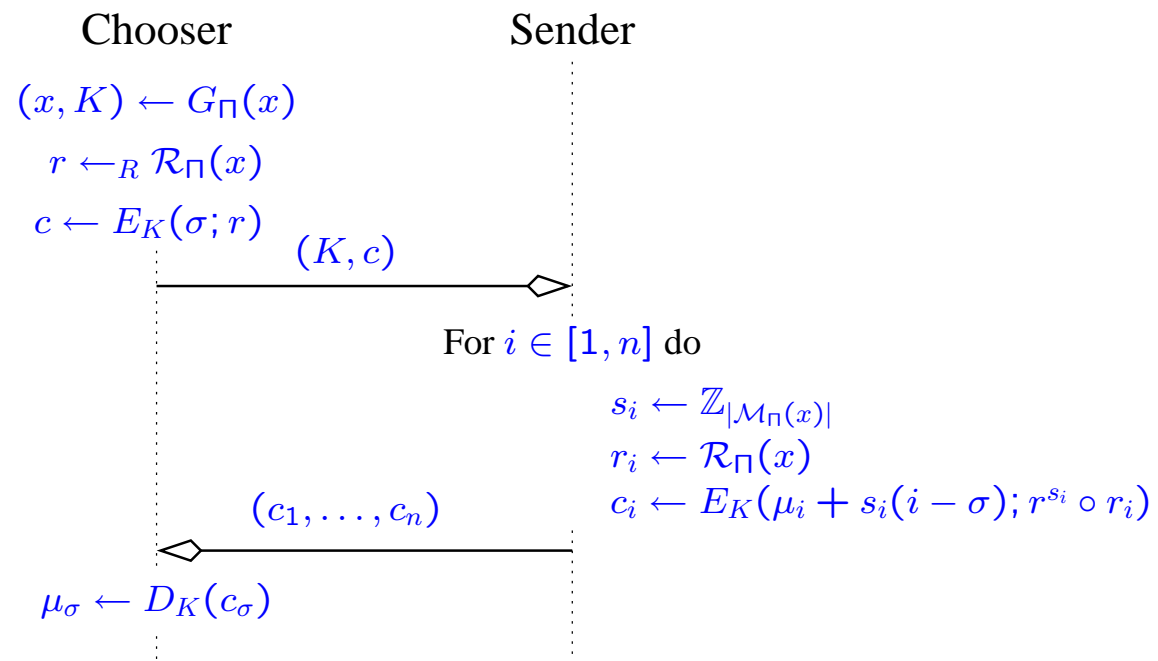 Chooser Sender
(x, K) ← G_Π(x)
r ←_R ℛ_Π(x)
c ← E_K(σ; r)
(K, c)
For i ∈ [1, n] do
s_i ← ℤ_{|ℳ_Π(x)|}
r_i ← ℛ_Π(x)
c_i ← E_K(μ_i + s_i(i − σ); r^{s_i} ∘ r_i)
(c_1, . . . , c_n)
μ_σ ← D_K(c_σ)